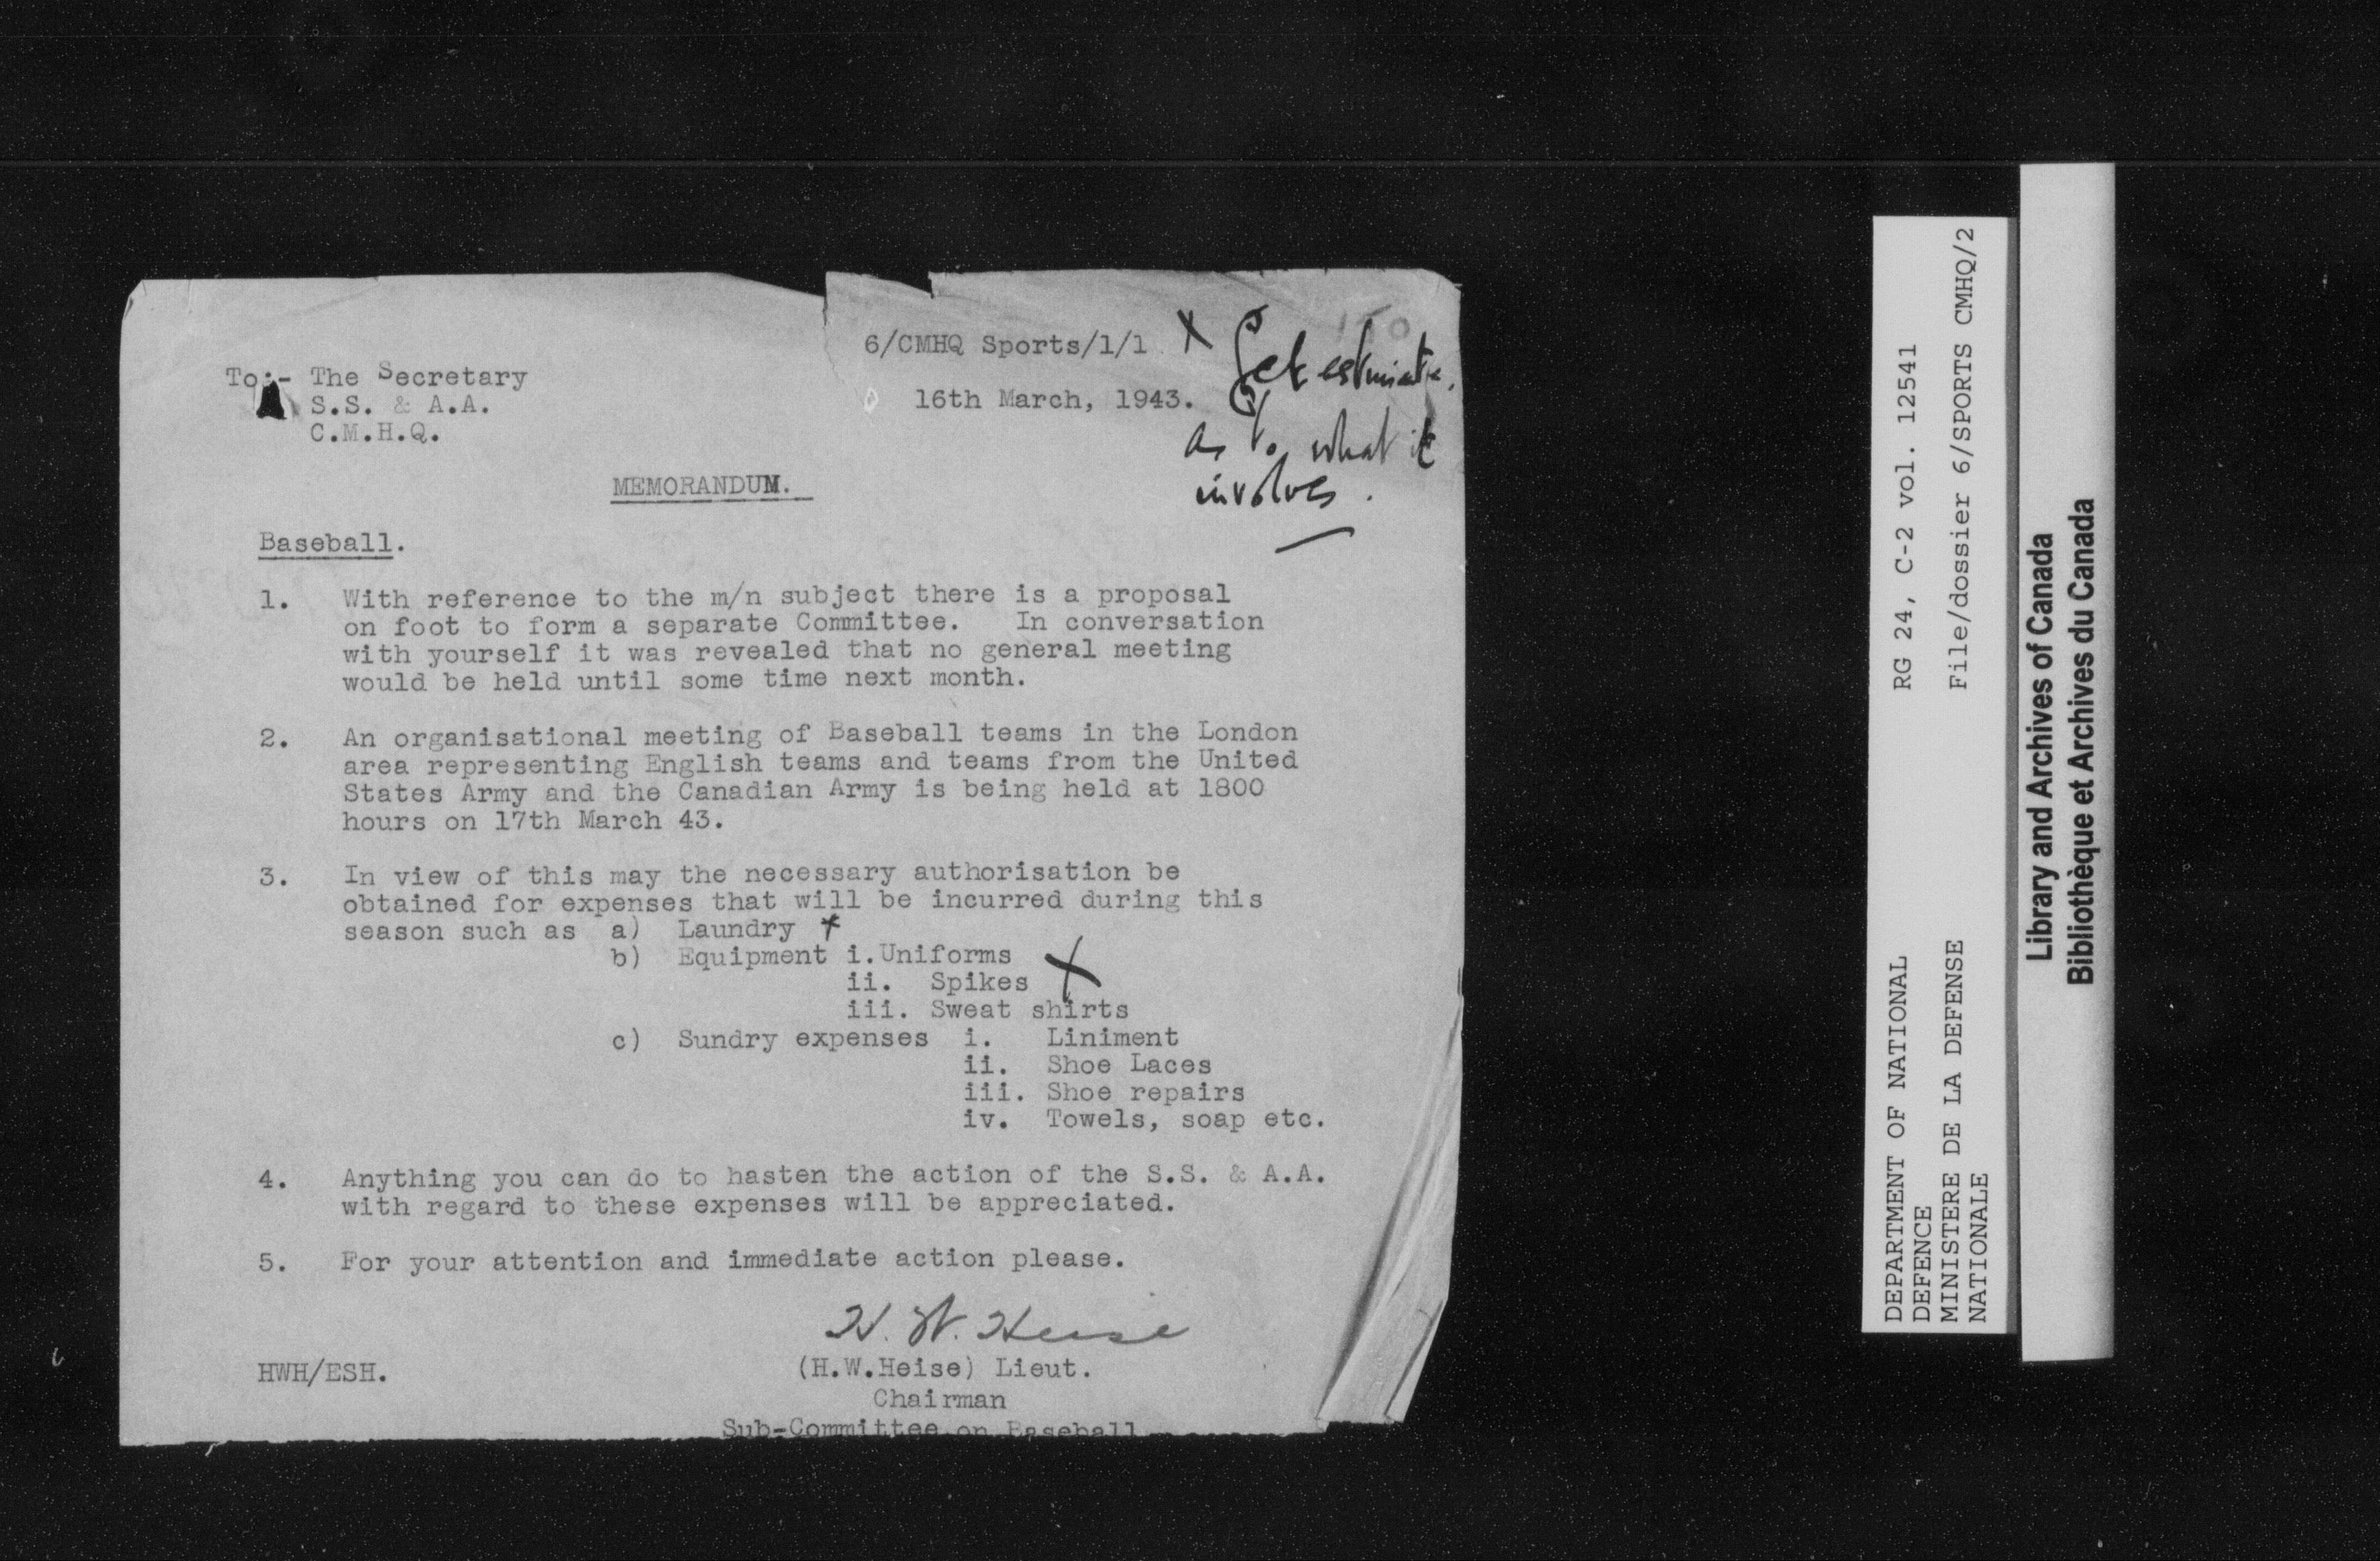 6/CMHQ Sports/1/1 X Get estimate.
To:- The Secretary
16th March, 1943.
S.S. & A.A.
C.M.H.Q.
as to what it
involves.
MEMORANDUM.
Baseball.
1. With reference to the m/n subject there is a proposal
on foot to form a separate Committee. In conversation
with yourself it was revealed that no general meeting
would be held until some time next month.
2. An organisational meeting of Baseball teams in the London
area representing English teams and teams from the United
States Army and the Canadian Army is being held at 1800
hours on 17th March 43.
3. In view of this may the necessary authorisation be
obtained for expenses that will be incurred during this
season such as a) Laundry X
b) Equipment i.Uniforms X
ii. Spikes
iii. Sweat shirts
c) Sundry expenses i. Liniment
ii. Shoe Laces
iii. Shoe repairs
iv. Towels, soap etc.
4. Anything you can do to hasten the action of the S.S. & A.A.
with regard to these expenses will be appreciated.
5. For your attention and immediate action please.
H. W. Heise
HWH/ESH.
(H.W.Heise) Lieut.
Chairman
Sub-Committee on Baseball
DEPARTMENT OF NATIONAL
DEFENCE
MINISTERE DE LA DEFENSE
NATIONALE
RG 24, C-2 vol. 12541
File/dossier 6/SPORTS CMHQ/2
Library and Archives of Canada
Bibliothèque et Archives du Canada